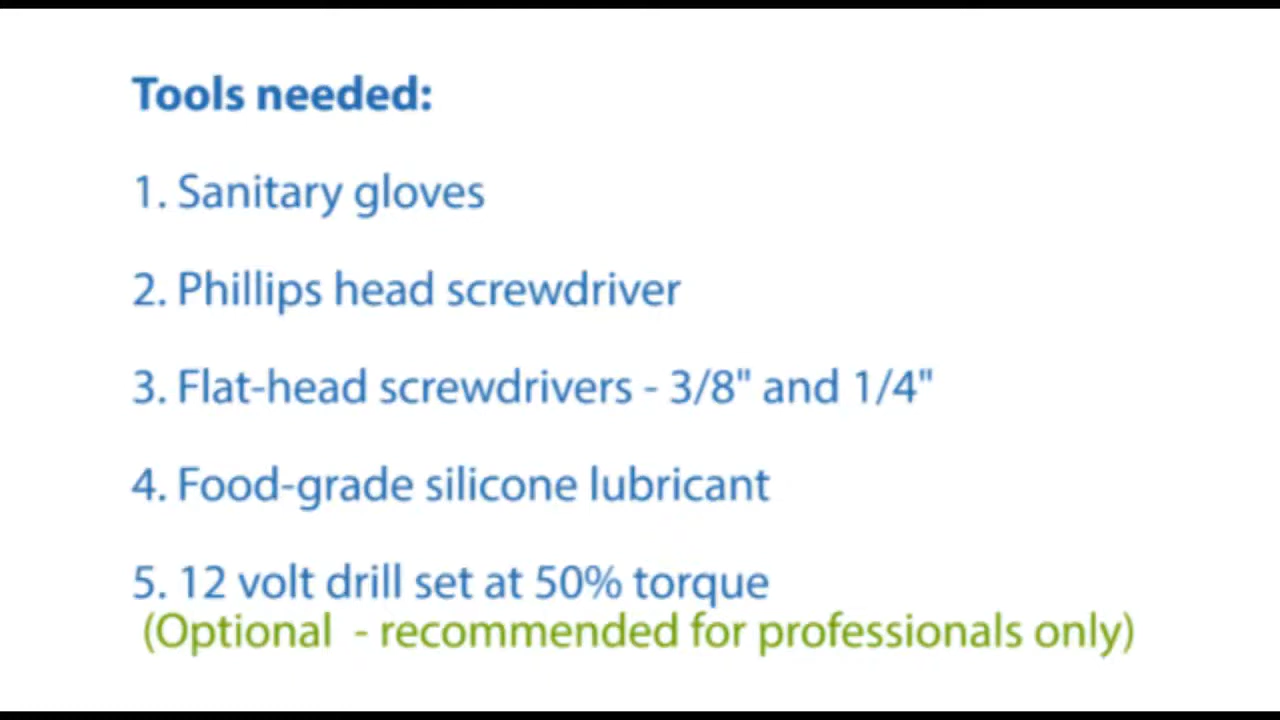 Tools needed:
1. Sanitary gloves
2. Phillips head screwdriver
3. Flat-head screwdrivers - 3/8" and 1/4"
4. Food-grade silicone lubricant
5. 12 volt drill set at 50% torque
(Optional - recommended for professionals only)